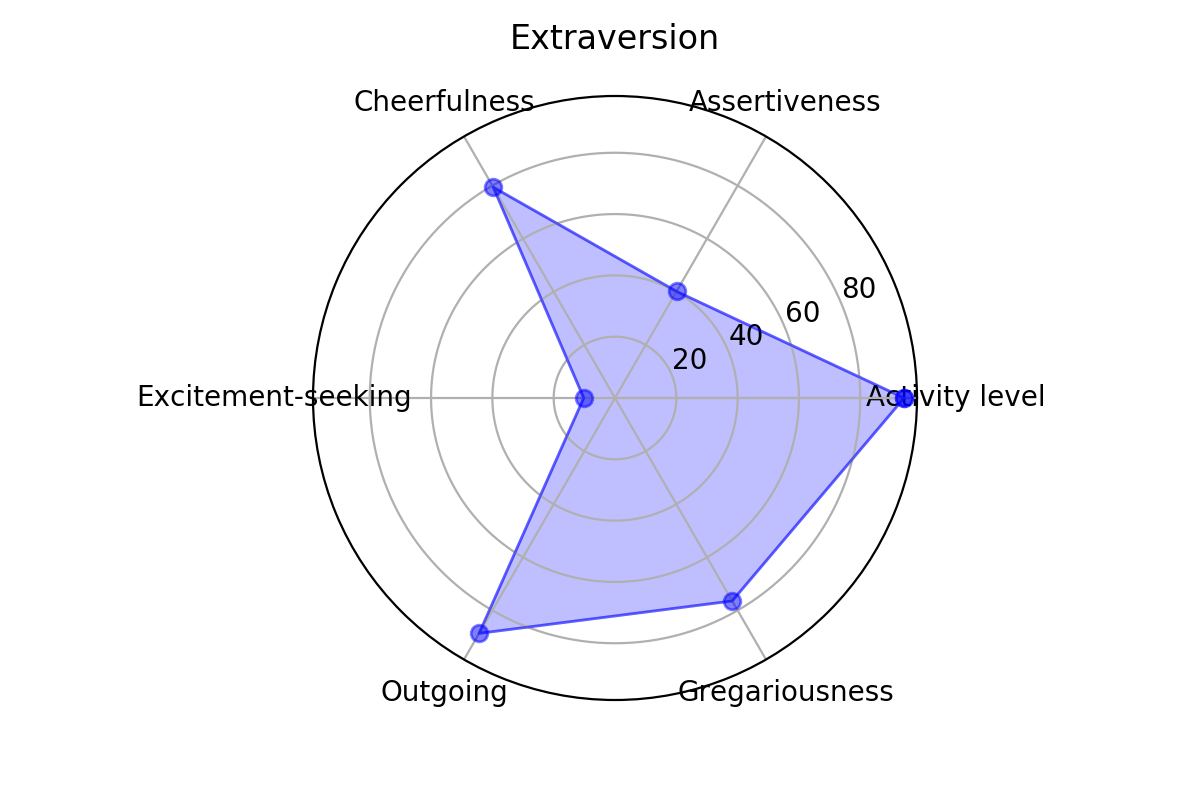 Extraversion
Cheerfulness
Assertiveness
80
60
40
20
Excitement-seeking
Activity level
Outgoing
Gregariousness